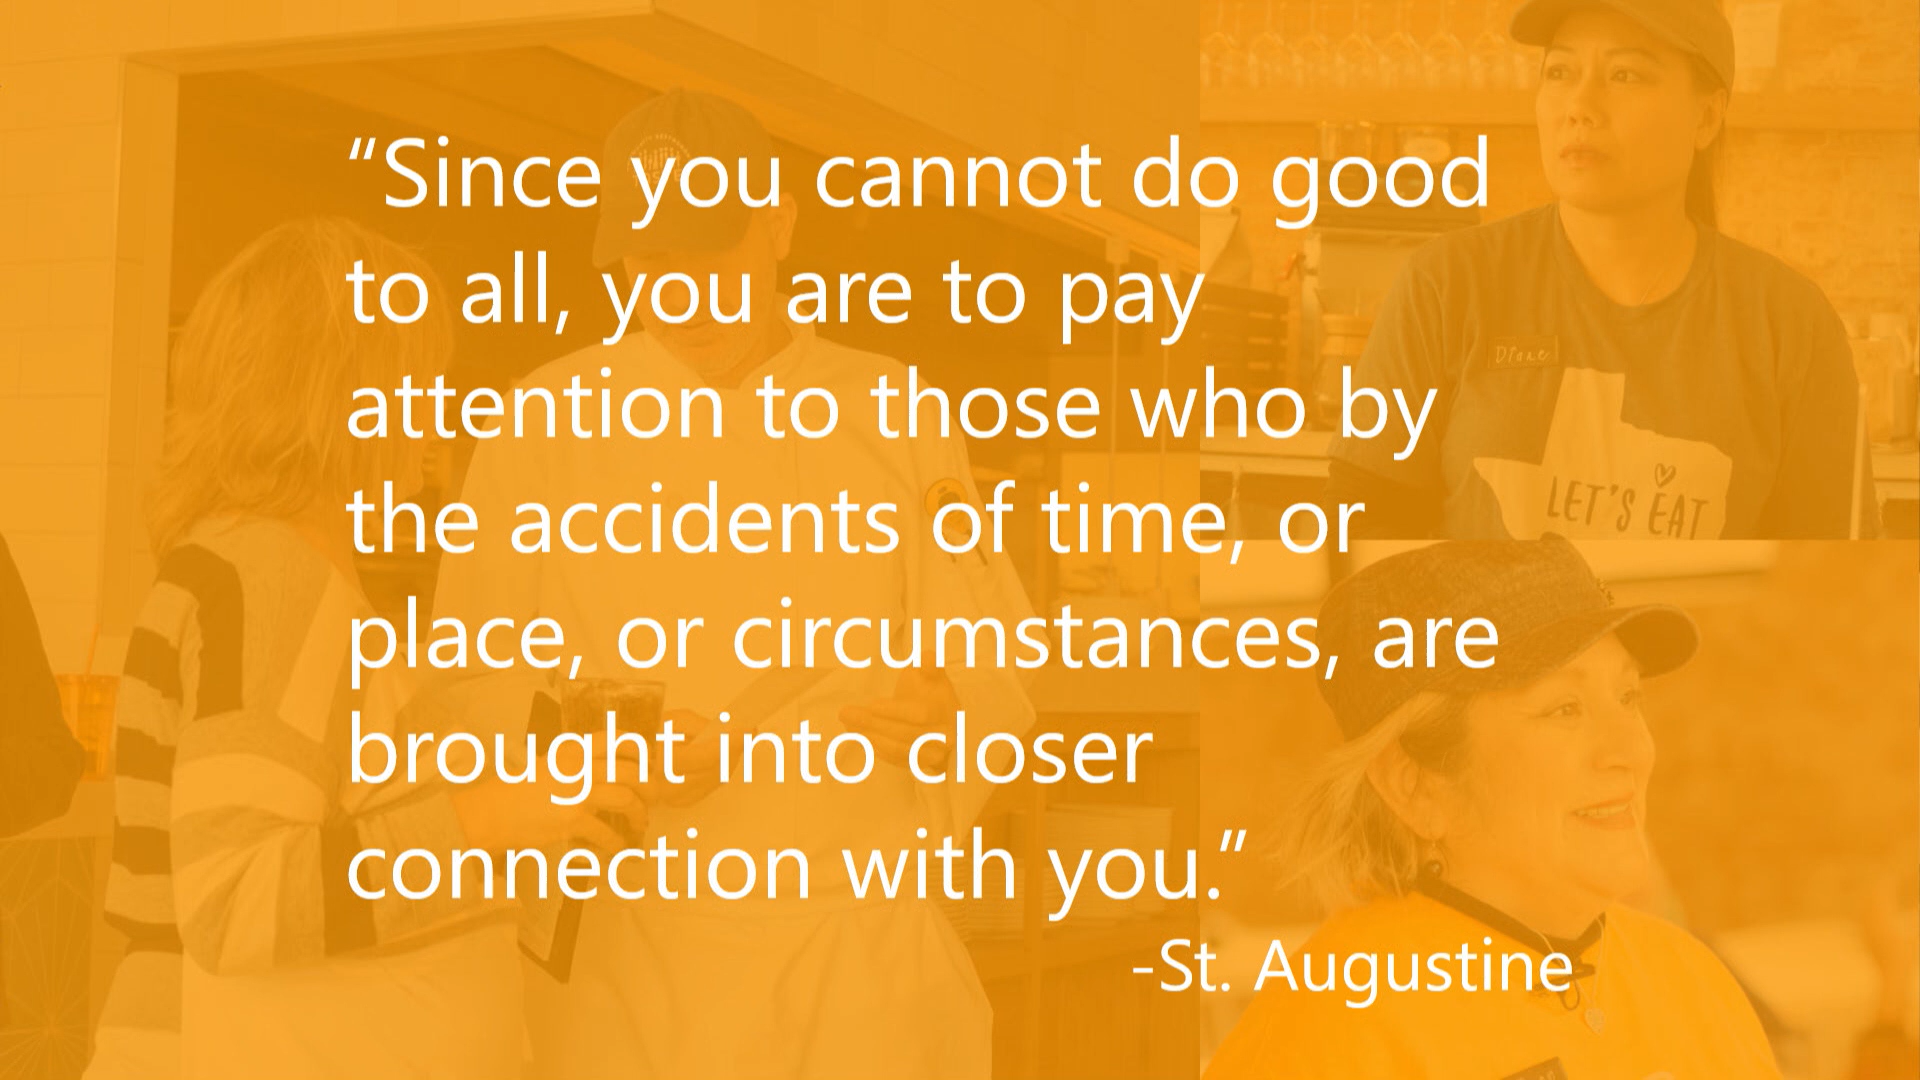 “Since you cannot do good
to all, you are to pay
attention to those who by
the accidents of time, or
place, or circumstances, are
brought into closer
connection with you.”
-St. Augustine
Diane
LET'S EAT